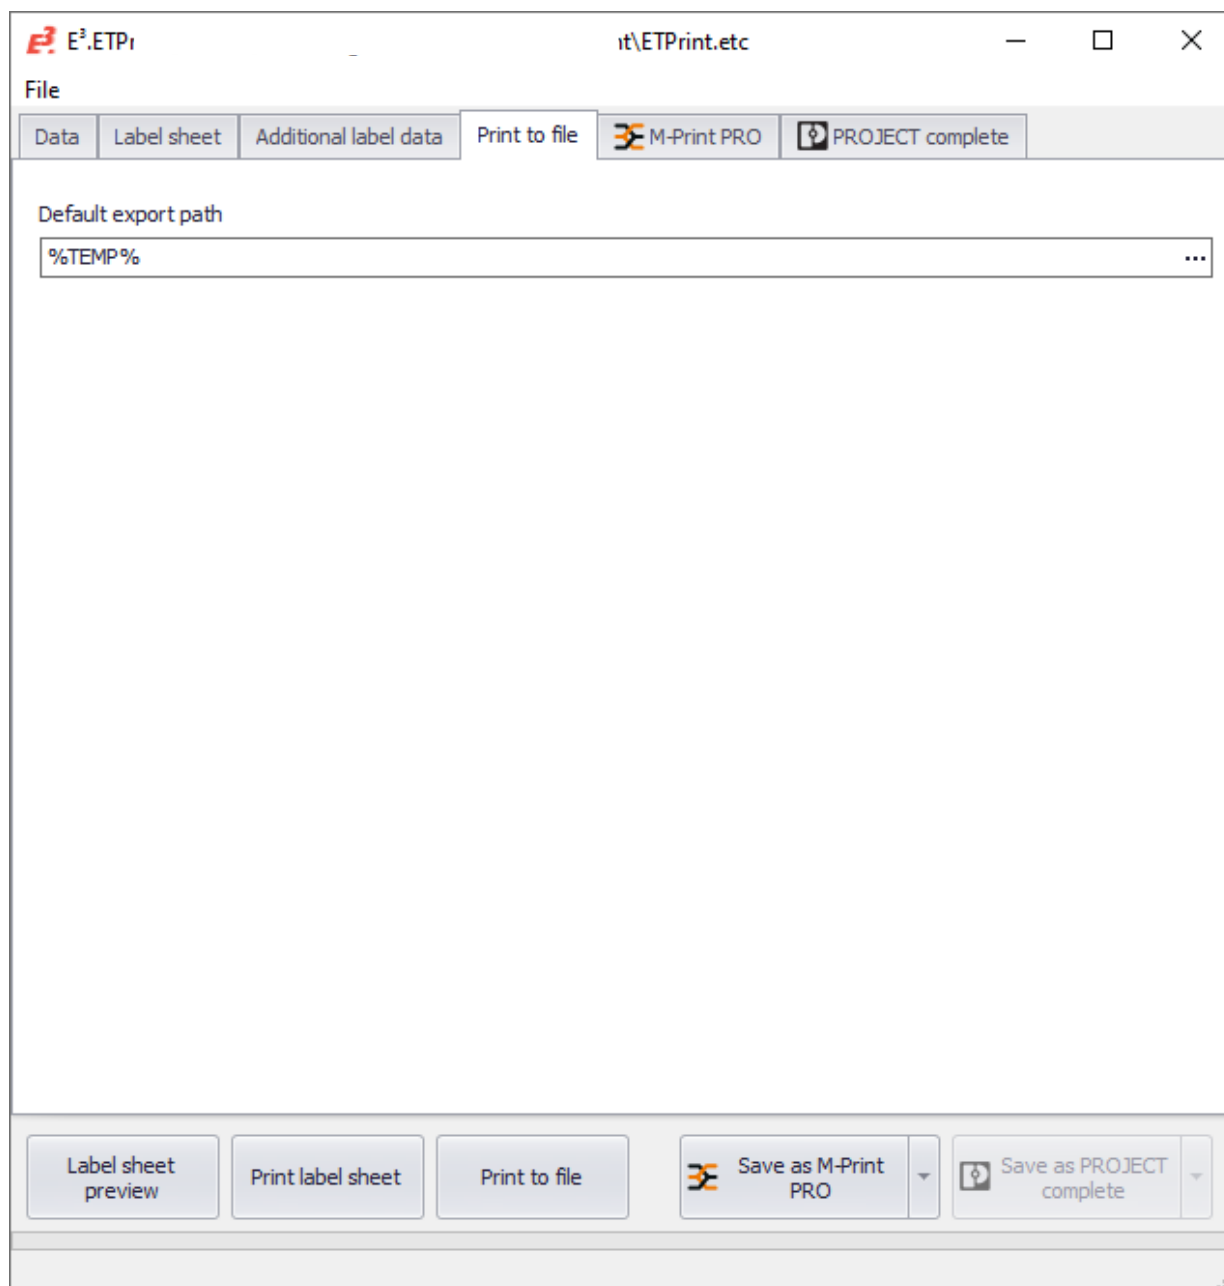 E³.ETPr nt\ETPrint.etc
File
Data Label sheet Additional label data Print to file M-Print PRO PROJECT complete
Default export path
%TEMP% ...
Label sheet preview
Print label sheet
Print to file
Save as M-Print PRO
Save as PROJECT complete